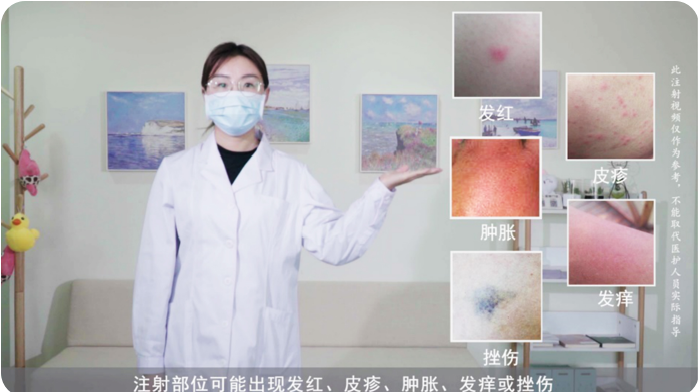 发红
皮疹
肿胀
发痒
挫伤
此注射视频仅作为参考，不能取代医护人员实际指导
注射部位可能出现发红、皮疹、肿胀、发痒或挫伤